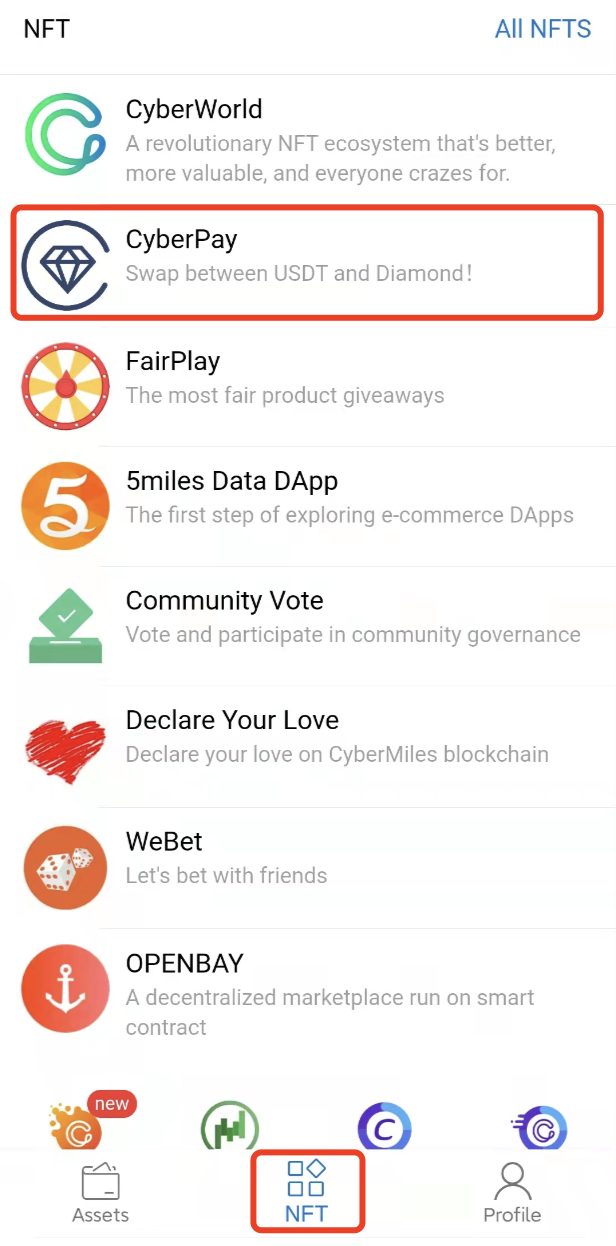 NFT
All NFTS
CyberWorld
A revolutionary NFT ecosystem that's better,
more valuable, and everyone crazes for.
CyberPay
Swap between USDT and Diamond!
FairPlay
The most fair product giveaways
5
5miles Data DApp
The first step of exploring e-commerce DApps
Community Vote
Vote and participate in community governance
Declare Your Love
Declare your love on CyberMiles blockchain
WeBet
Let's bet with friends
OPENBAY
A decentralized marketplace run on smart
contract
new
Assets
NFT
Profile